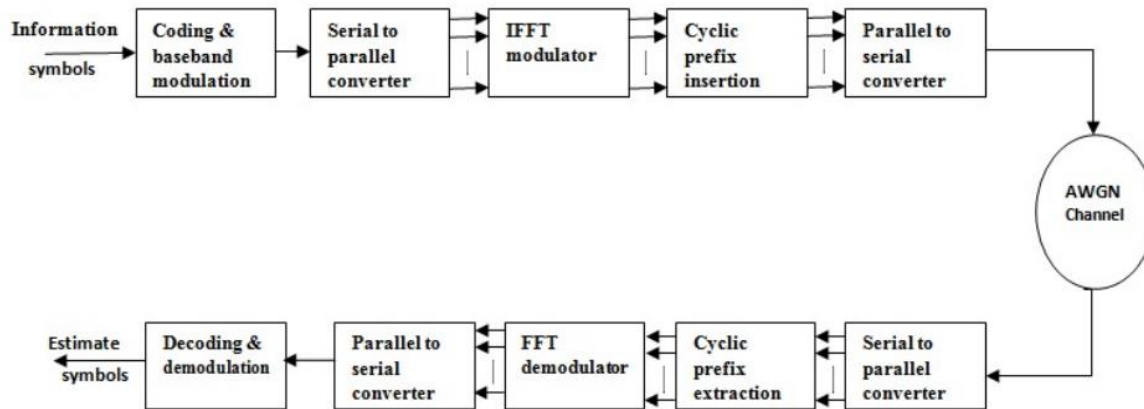 Information
symbols
Coding &
baseband
modulation
Serial to
parallel
converter
IFFT
modulator
Cyclic
prefix
insertion
Parallel to
serial
converter
AWGN
Channel
Estimate
symbols
Decoding &
demodulation
Parallel to
serial
converter
FFT
demodulator
Cyclic
prefix
extraction
Serial to
parallel
converter